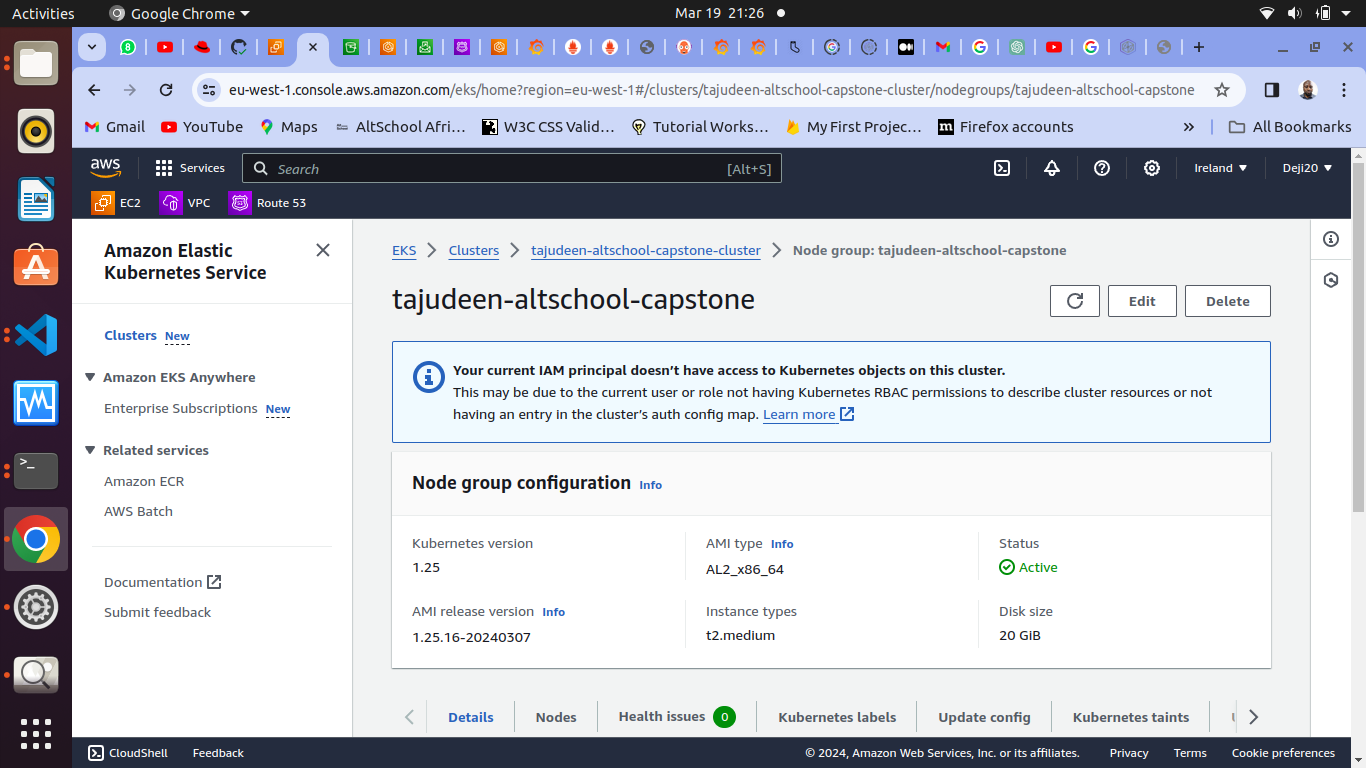 Activities
Google Chrome
Mar 19 21:26
eu-west-1.console.aws.amazon.com/eks/home?region=eu-west-1#/clusters/tajudeen-altschool-capstone-cluster/nodegroups/tajudeen-altschool-capstone
Gmail
YouTube
Maps
AltSchool Afri…
W3C CSS Valid…
Tutorial Works…
My First Projec…
Firefox accounts
»
All Bookmarks
aws
Services
Search
[Alt+S]
Ireland
Deji20
EC2
VPC
Route 53
Amazon Elastic
Kubernetes Service
Clusters New
Amazon EKS Anywhere
Enterprise Subscriptions New
Related services
Amazon ECR
AWS Batch
Documentation
Submit feedback
EKS
Clusters
tajudeen-altschool-capstone-cluster
Node group: tajudeen-altschool-capstone
tajudeen-altschool-capstone
Edit
Delete
Your current IAM principal doesn’t have access to Kubernetes objects on this cluster.
This may be due to the current user or role not having Kubernetes RBAC permissions to describe cluster resources or not
having an entry in the cluster’s auth config map. Learn more
Node group configuration Info
Kubernetes version
1.25
AMI type Info
AL2_x86_64
Status
Active
AMI release version Info
1.25.16-20240307
Instance types
t2.medium
Disk size
20 GiB
Details
Nodes
Health issues 0
Kubernetes labels
Update config
Kubernetes taints
CloudShell
Feedback
© 2024, Amazon Web Services, Inc. or its affiliates.
Privacy
Terms
Cookie preferences